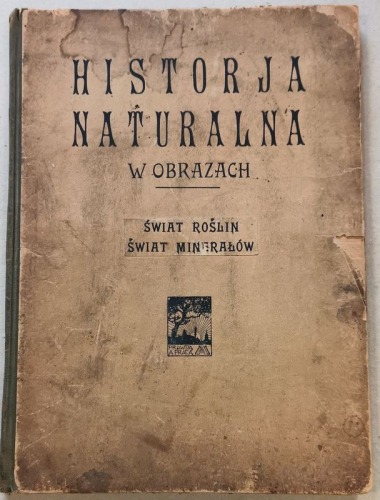 HISTORJA
NATURALNA
W OBRAZACH
ŚWIAT ROŚLIN
ŚWIAT MINERAŁÓW